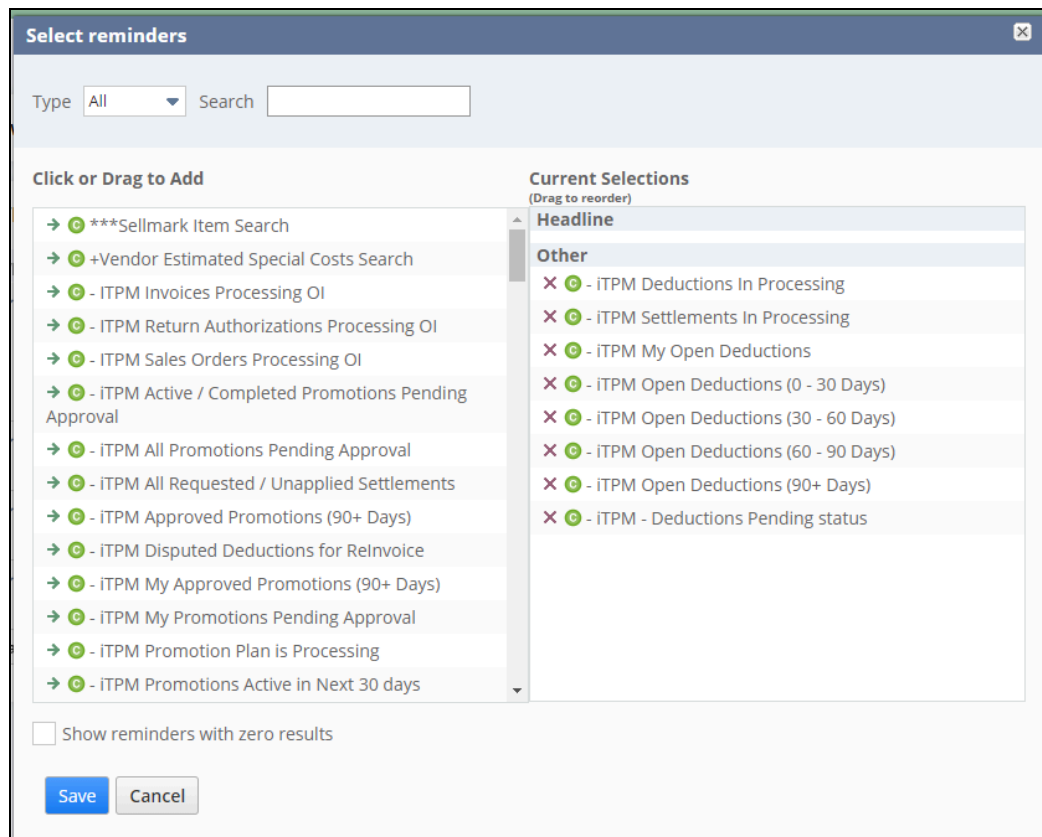 Select reminders
Type All Search
Click or Drag to Add
***Sellmark Item Search
+Vendor Estimated Special Costs Search
- ITPM Invoices Processing OI
- ITPM Return Authorizations Processing OI
- ITPM Sales Orders Processing OI
- iTPM Active / Completed Promotions Pending
Approval
- iTPM All Promotions Pending Approval
- iTPM All Requested / Unapplied Settlements
- iTPM Approved Promotions (90+ Days)
- iTPM Disputed Deductions for ReInvoice
- iTPM My Approved Promotions (90+ Days)
- iTPM My Promotions Pending Approval
- iTPM Promotion Plan is Processing
- iTPM Promotions Active in Next 30 days
Current Selections
(Drag to reorder)
Headline
Other
- iTPM Deductions In Processing
- iTPM Settlements In Processing
- iTPM My Open Deductions
- iTPM Open Deductions (0 - 30 Days)
- iTPM Open Deductions (30 - 60 Days)
- iTPM Open Deductions (60 - 90 Days)
- iTPM Open Deductions (90+ Days)
- iTPM - Deductions Pending status
Show reminders with zero results
Save Cancel